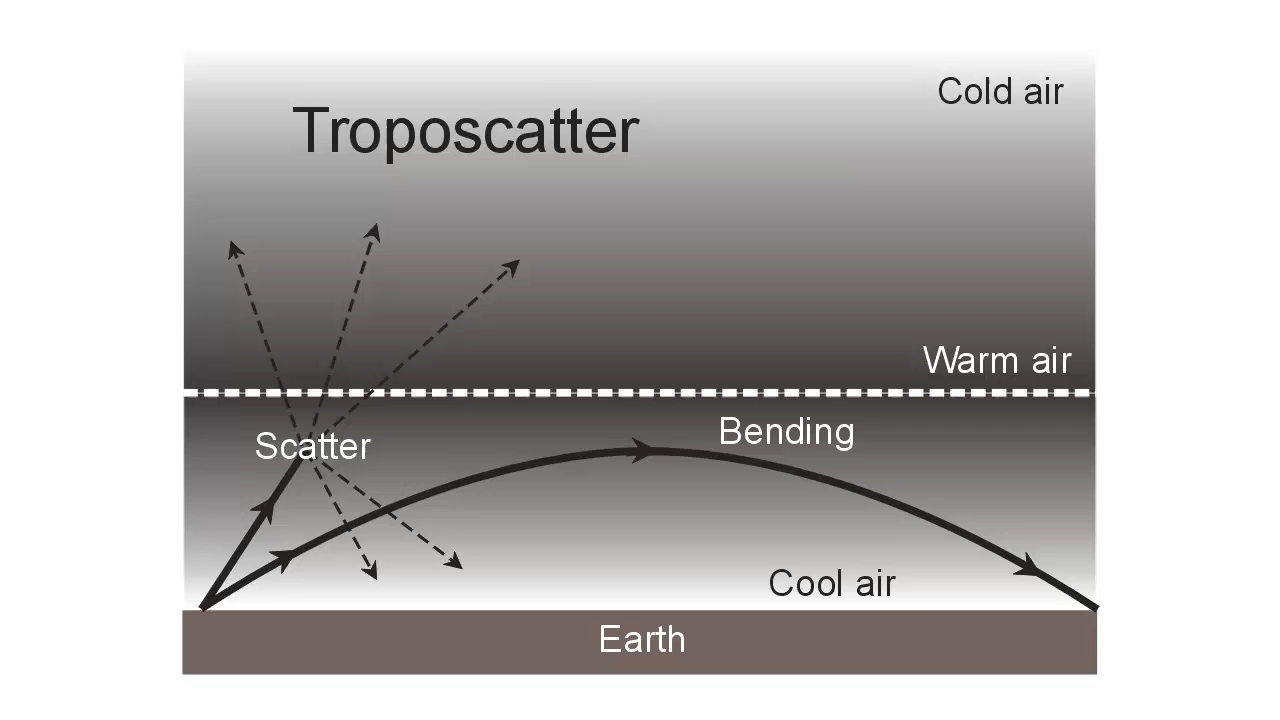 Cold air
Troposcatter
Warm air
Bending
Scatter
Cool air
Earth